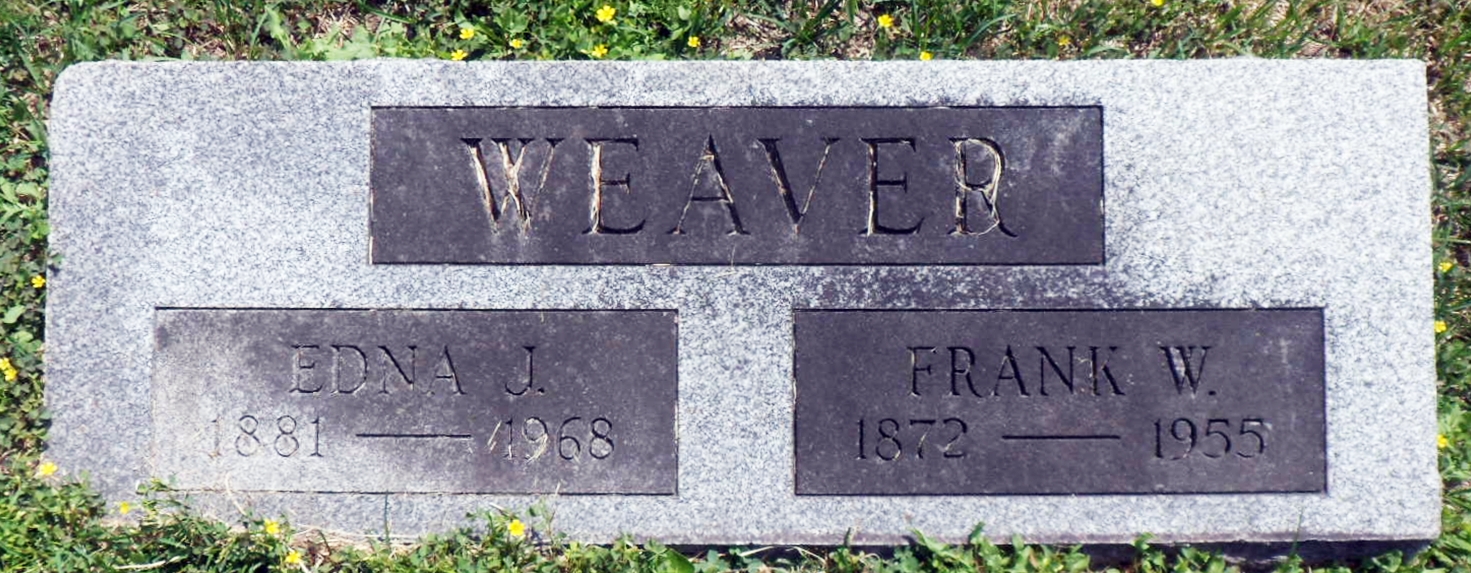 WEAVER
EDNA J.
1881 — 1968
FRANK W.
1872 — 1955